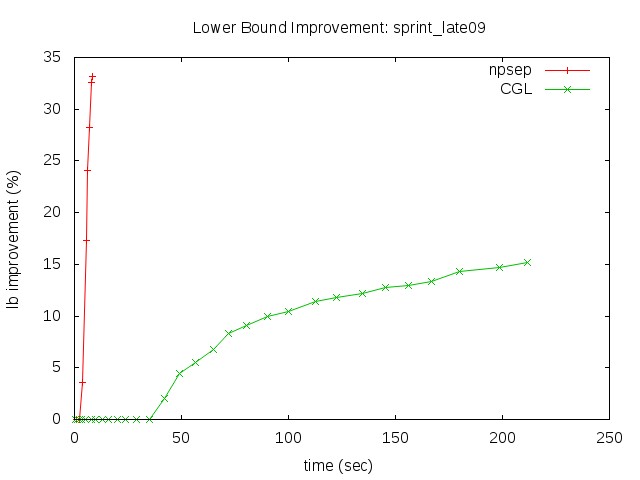 Lower Bound Improvement: sprint_late09
35
30
25
20
15
10
5
0
lb improvement (%)
npsep
CGL
0 50 100 150 200 250
time (sec)